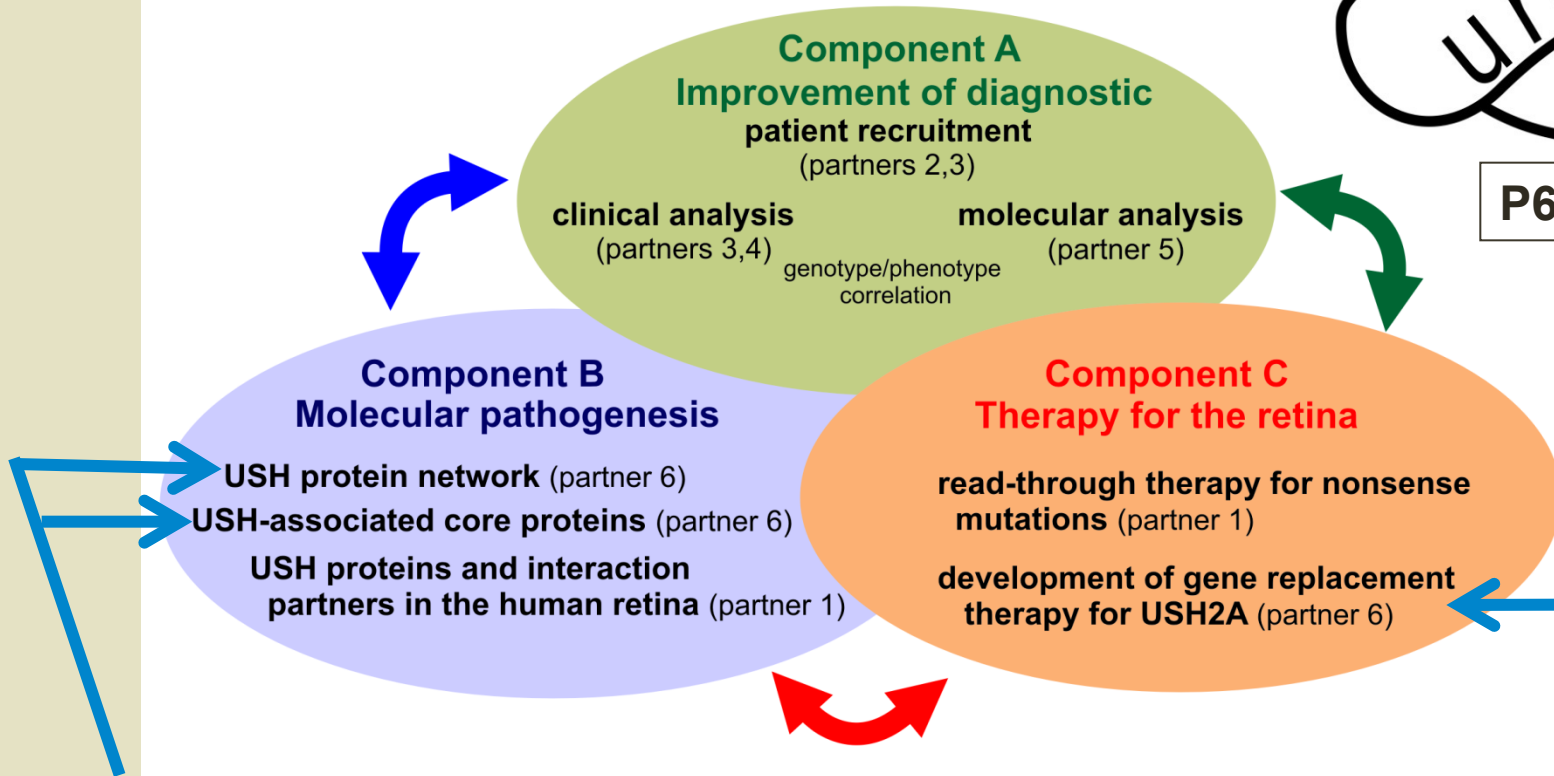 Component A
Improvement of diagnostic
patient recruitment
(partners 2,3)
clinical analysis
(partners 3,4)
molecular analysis
(partner 5)
genotype/phenotype
correlation
P6
Component B
Molecular pathogenesis
USH protein network (partner 6)
USH-associated core proteins (partner 6)
USH proteins and interaction
partners in the human retina (partner 1)
Component C
Therapy for the retina
read-through therapy for nonsense
mutations (partner 1)
development of gene replacement
therapy for USH2A (partner 6)